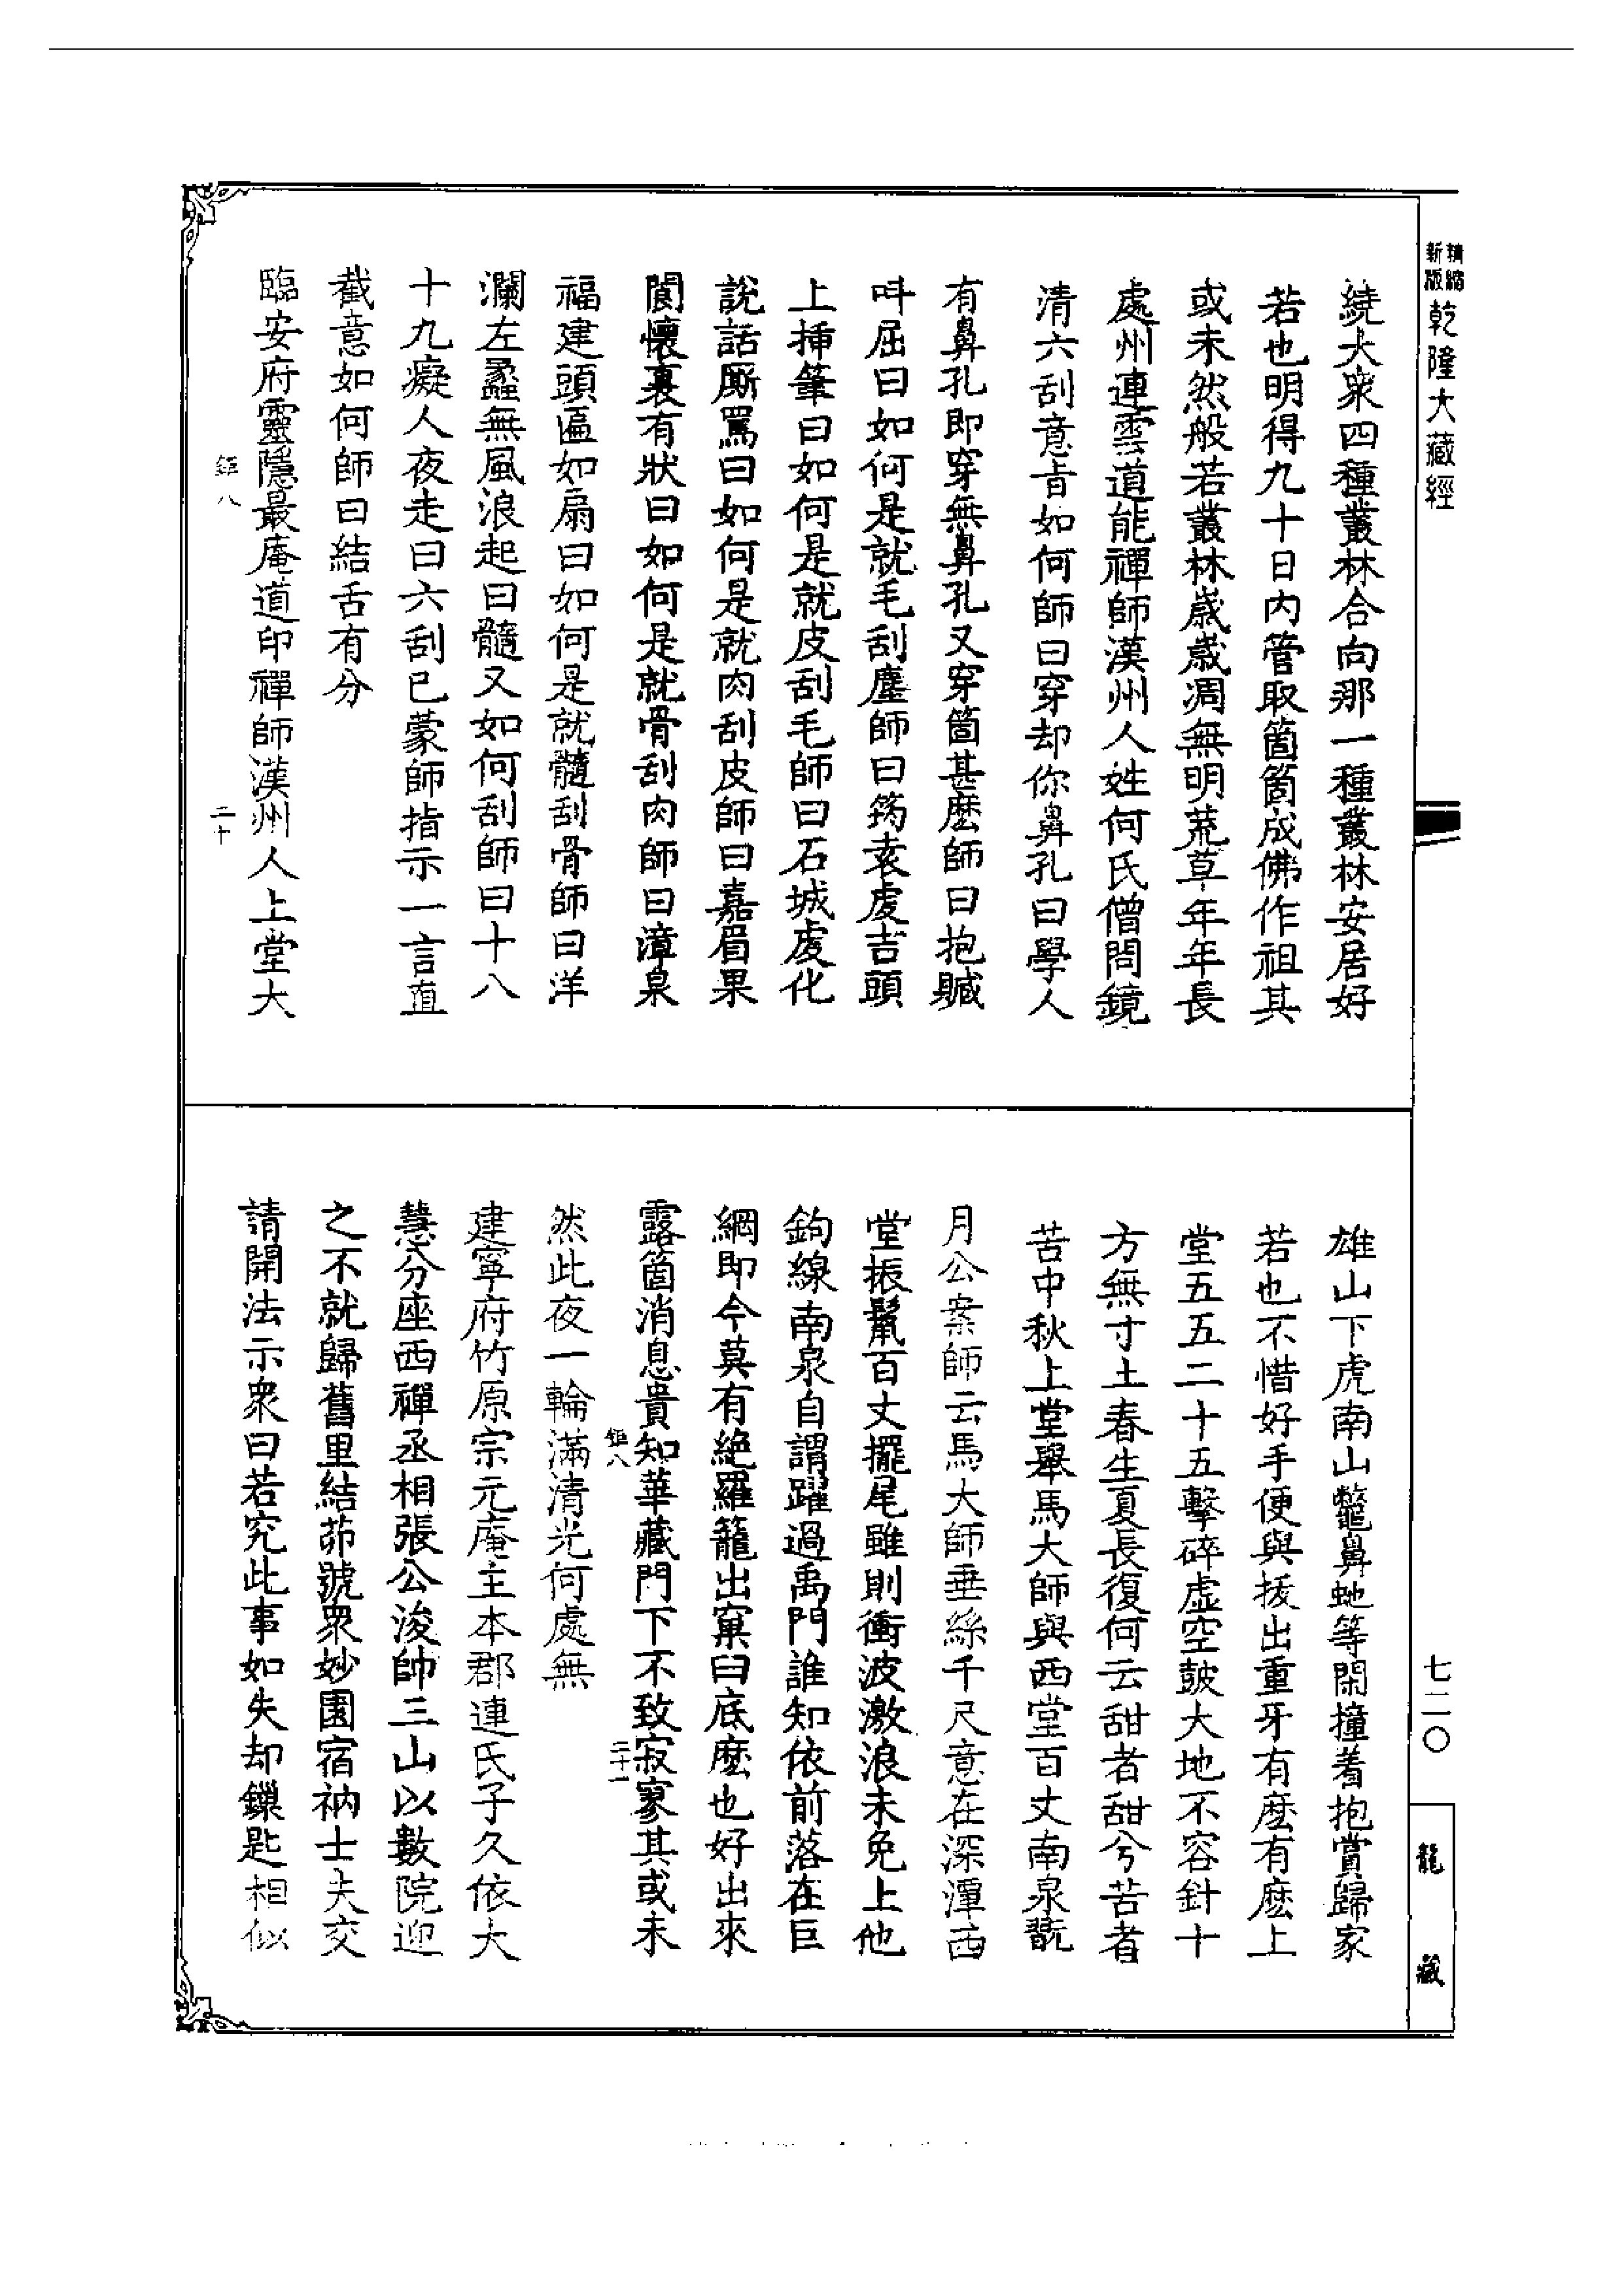 精縮新版乾隆大藏經
繞大衆四種叢林合向那一種叢林安居好
若也明得九十日内管取箇箇成佛作祖其
或未然般若叢林歲歲凋無明荒草年年長
處州連雲道能禪師漢州人姓何氏僧問鏡
清六刮意旨如何師曰穿却你鼻孔曰學人
有鼻孔即穿無鼻孔又穿箇甚麽師曰抱贓
呌屈曰如何是就毛刮塵師曰筠袁虔吉頭
上揷筆曰如何是就皮刮毛師曰石城虔化
說話厮罵曰如何是就肉刮皮師曰嘉眉果
閬懷裏有狀曰如何是就骨刮肉師曰漳泉
福建頭匾如扇曰如何是就髓刮骨師曰洋
瀾左蠡無風浪起曰髓又如何刮師曰十八
十九癡人夜走曰六刮已蒙師指示一言直
截意如何師曰結舌有分
臨安府靈隱最庵道印禪師漢州人上堂大
鉅八
二十
雄山下虎南山鼈鼻虵等閑撞着抱賞歸家
若也不惜好手便與拔出重牙有麽有麽上
堂五五二十五擊碎虛空皷大地不容針十
方無寸土春生夏長復何云甜者甜兮苦者
苦中秋上堂舉馬大師與西堂百丈南泉翫
月公案師云馬大師垂絲千尺意在深潭西
堂振鬣百丈擺尾雖則衝波激浪未免上他
鉤線南泉自謂躍過禹門誰知依前落在巨
網即今莫有絶羅籠出窠臼底麽也好出來
露箇消息貴知華藏門下不致寂寥其或未
鉅八
二十一
然此夜一輪滿清光何處無
建寧府竹原宗元庵主本郡連氏子久依大
慧分座西禪丞相張公浚帥三山以數院迎
之不就歸舊里結茆號衆妙園宿衲士夫交
請開法示衆曰若究此事如失却鏁匙相似
七二〇
龍藏